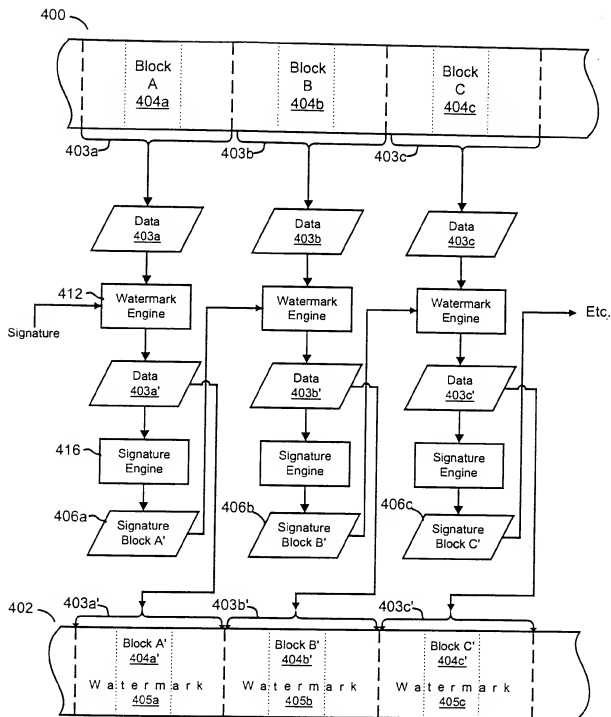 400
Block A 404a
Block B 404b
Block C 404c
403a
403b
403c
Data 403a
Data 403b
Data 403c
412
Watermark Engine
Watermark Engine
Watermark Engine
Etc.
Signature
Data 403a'
Data 403b'
Data 403c'
416
Signature Engine
Signature Engine
Signature Engine
406a
Signature Block A'
406b
Signature Block B'
406c
Signature Block C'
402
403a'
403b'
403c'
Block A' 404a'
Block B' 404b'
Block C' 404c'
Watermark 405a
Watermark 405b
Watermark 405c